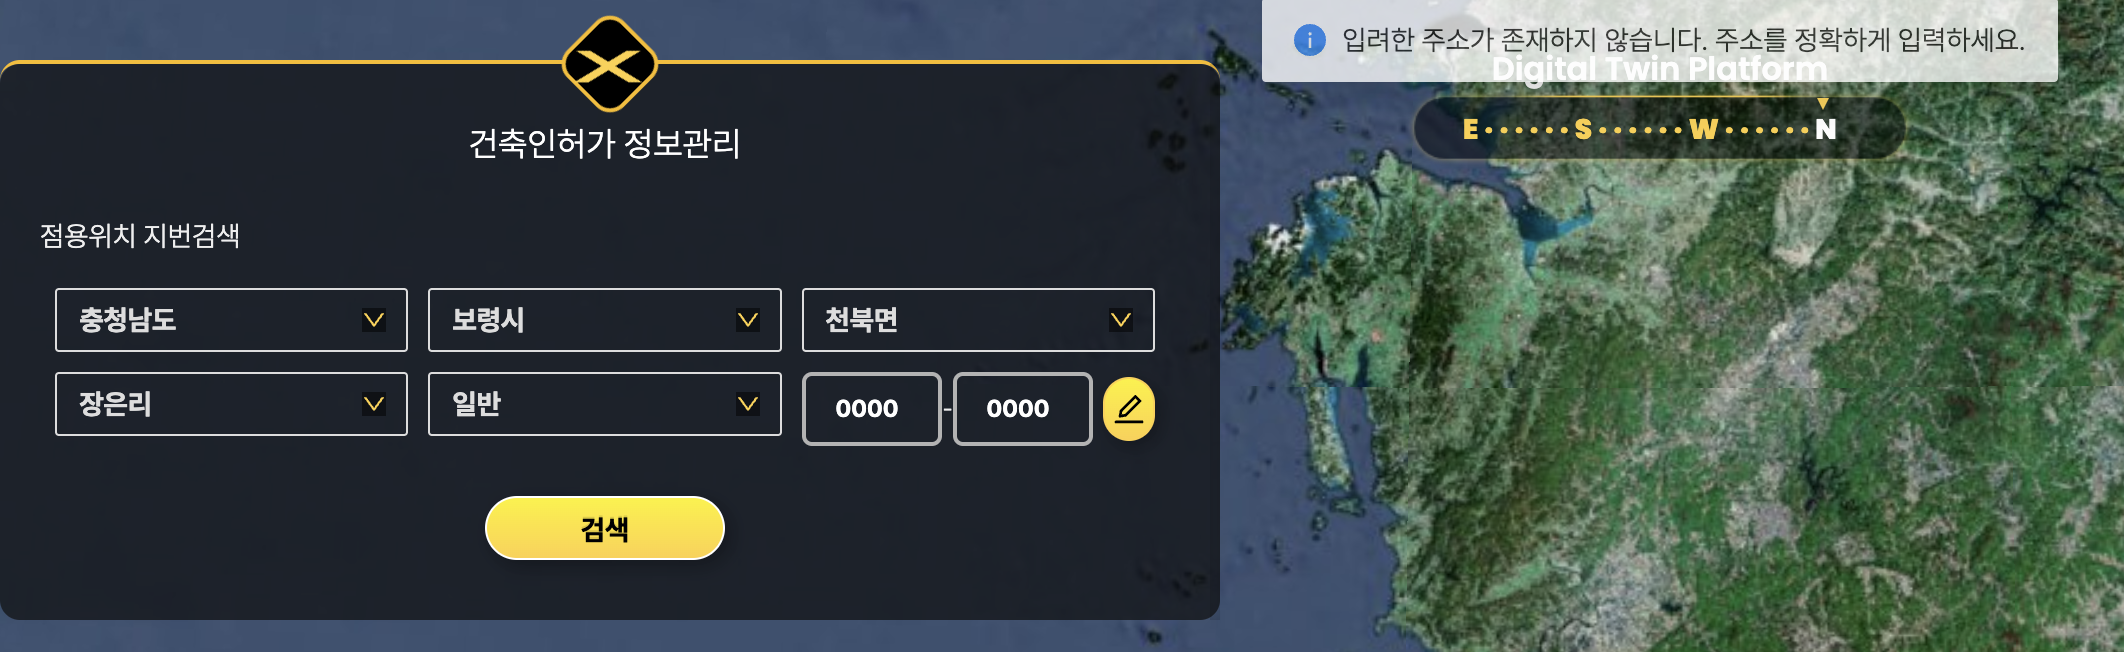 입려한 주소가 존재하지 않습니다. 주소를 정확하게 입력하세요.
Digital Twin Platform
E S W N
건축인허가 정보관리
점용위치 지번검색
충청남도 보령시 천북면
장은리 일반 0000 - 0000
검색